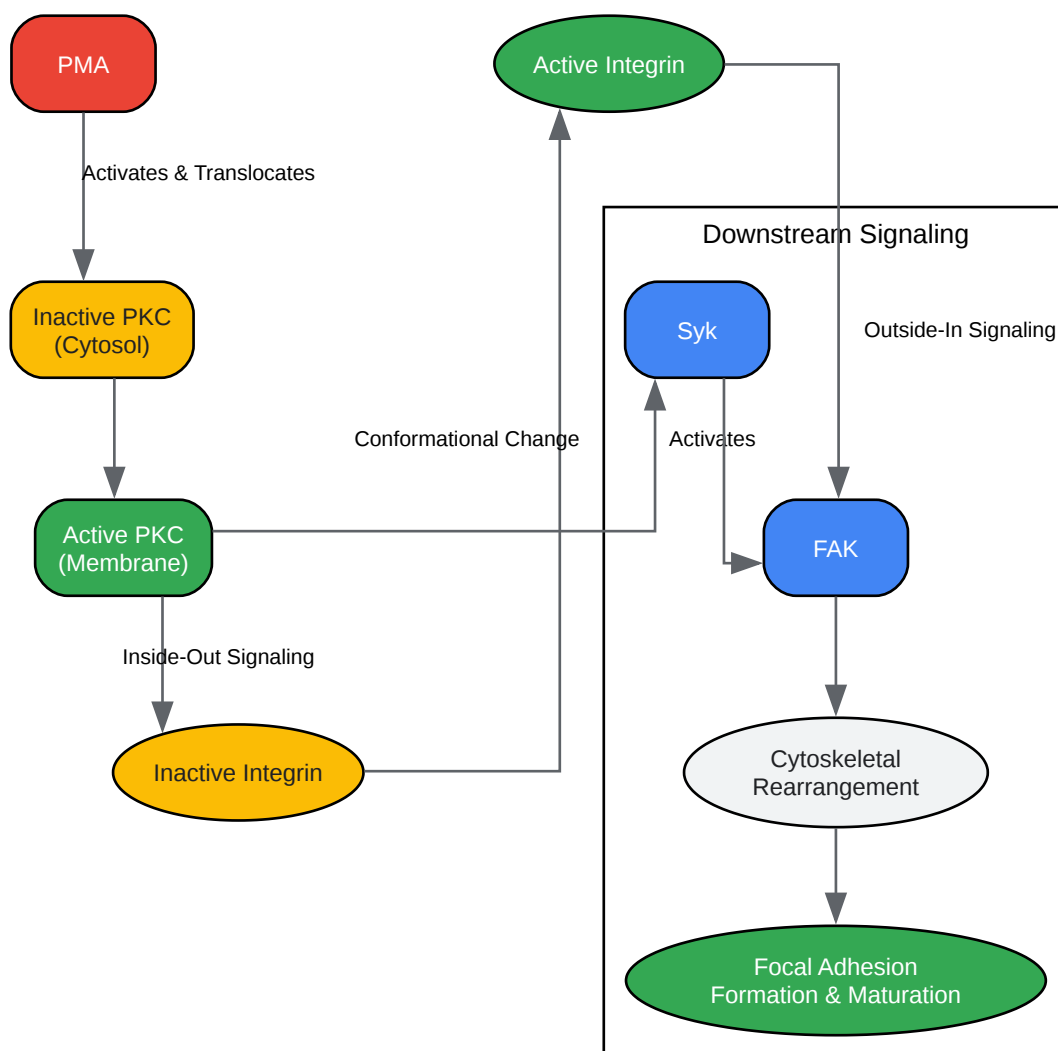 PMA
Active Integrin
Activates & Translocates
Downstream Signaling
Inactive PKC
(Cytosol)
Syk
Outside-In Signaling
Conformational Change
Activates
Active PKC
(Membrane)
FAK
Inside-Out Signaling
Inactive Integrin
Cytoskeletal
Rearrangement
Focal Adhesion
Formation & Maturation